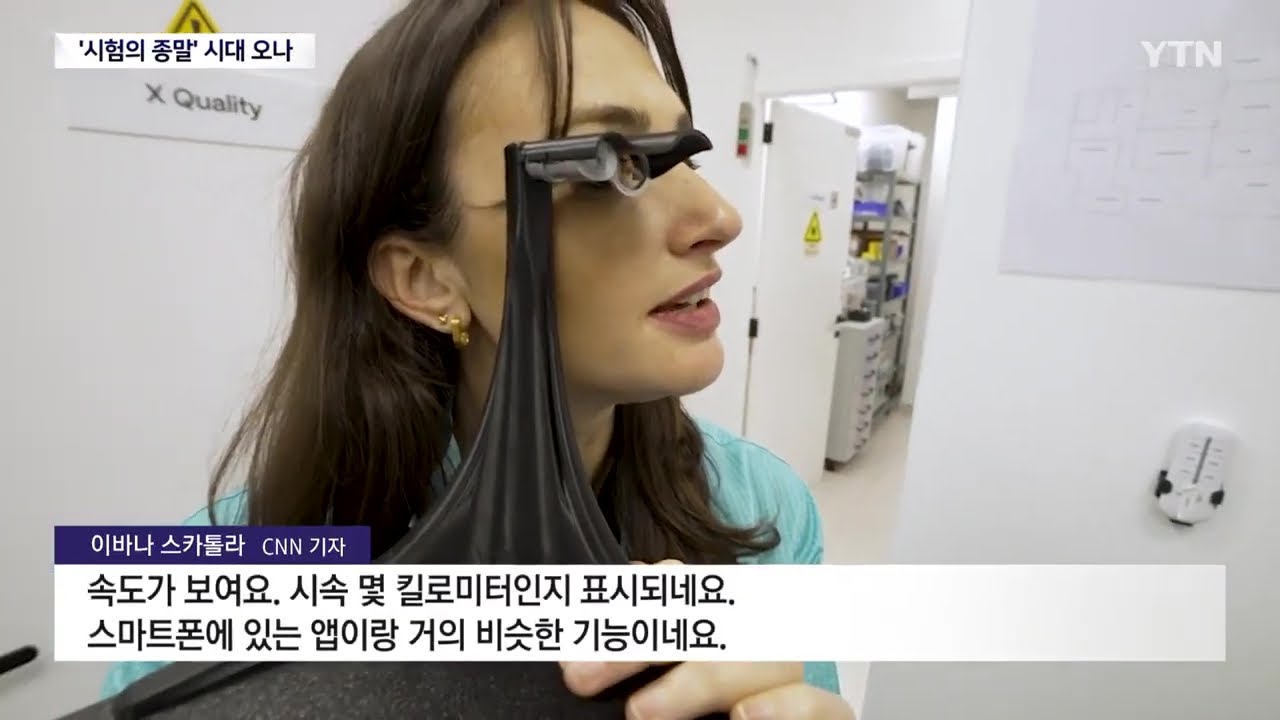 '시험의 종말' 시대 오나
YTN
X Quality
이바나 스카톨라 CNN 기자
속도가 보여요. 시속 몇 킬로미터인지 표시되네요.
스마트폰에 있는 앱이랑 거의 비슷한 기능이네요.